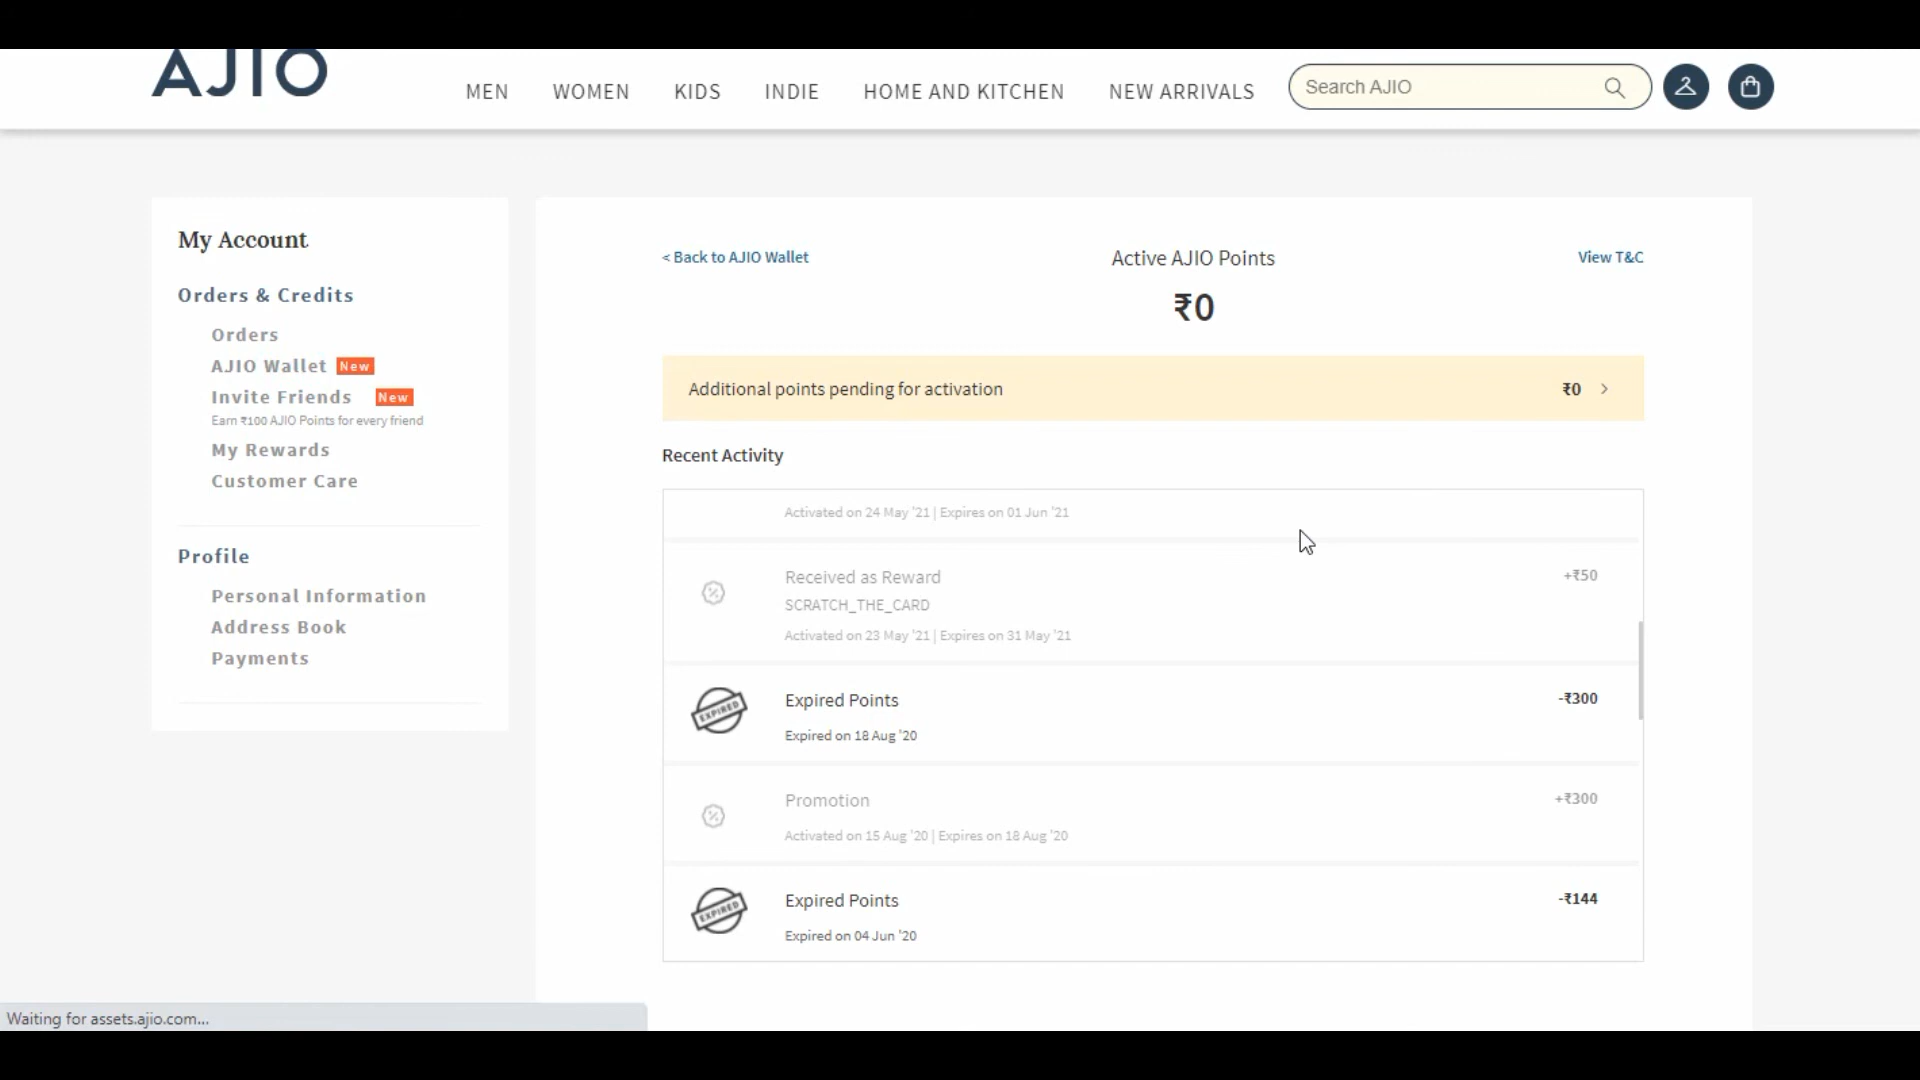 AJIO
MEN WOMEN KIDS INDIE HOME AND KITCHEN NEW ARRIVALS
Search AJIO
My Account
Orders & Credits
Orders
AJIO Wallet New
Invite Friends New
Earn ₹100 AJIO Points for every friend
My Rewards
Customer Care
Profile
Personal Information
Address Book
Payments
< Back to AJIO Wallet
Active AJIO Points
View T&C
₹0
Additional points pending for activation ₹0 >
Recent Activity
Activated on 24 May '21 | Expires on 01 Jun '21
Received as Reward +₹50
SCRATCH_THE_CARD
Activated on 23 May '21 | Expires on 31 May '21
EXPIRED
Expired Points -₹300
Expired on 18 Aug '20
Promotion +₹300
Activated on 15 Aug '20 | Expires on 18 Aug '20
EXPIRED
Expired Points -₹144
Expired on 04 Jun '20
Waiting for assets.ajio.com...